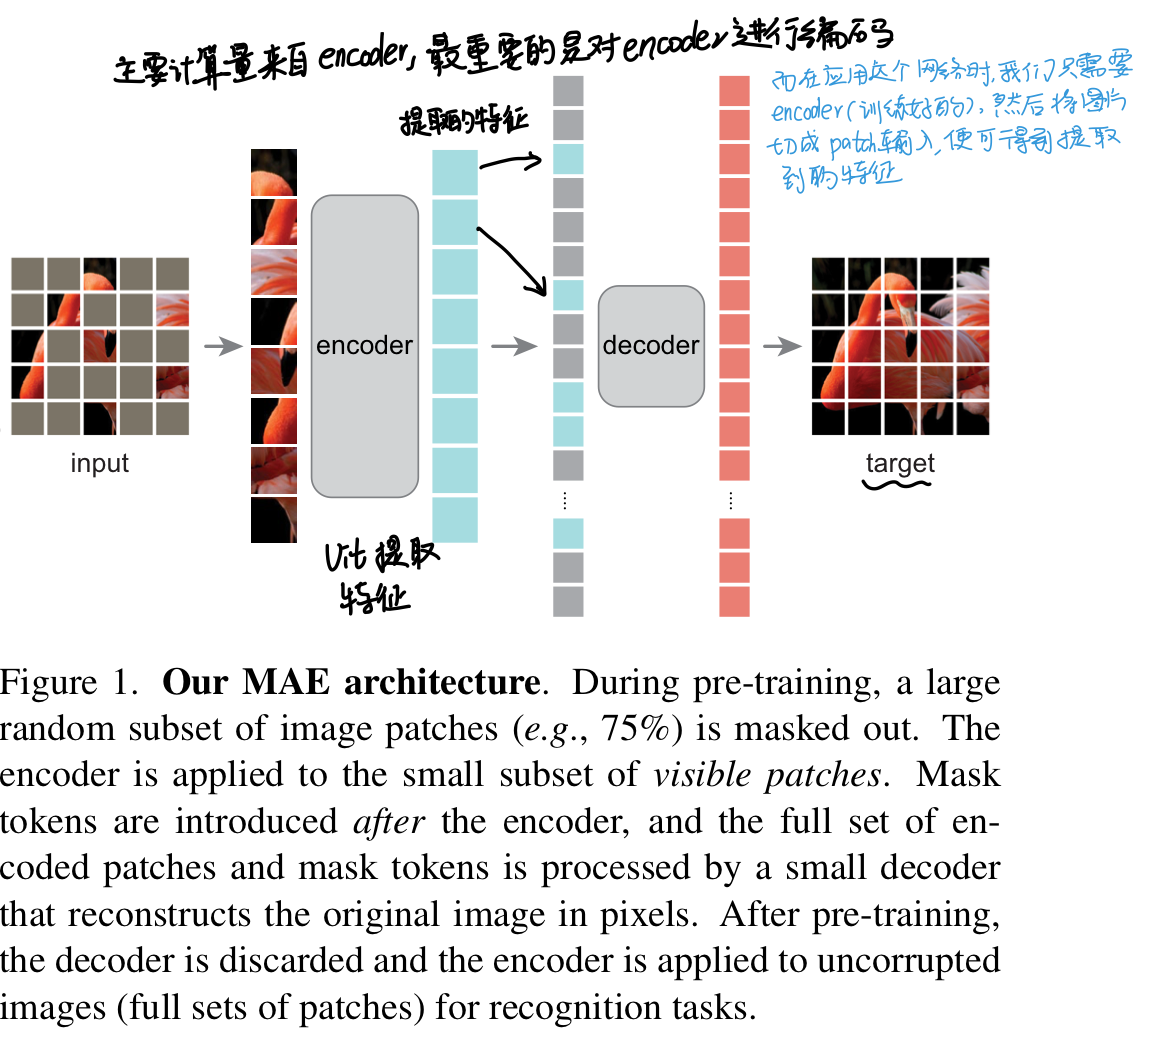 主要计算量来自encoder,最重要的是对encoder进行编码
而在应用这个网络时,我们只需要
encoder(训练好的),然后将图片
切成patch输入,便可得到提取
到的特征
提取的特征
encoder
decoder
input
target
Vit提取
特征
Figure 1. Our MAE architecture. During pre-training, a large
random subset of image patches (e.g., 75%) is masked out. The
encoder is applied to the small subset of visible patches. Mask
tokens are introduced after the encoder, and the full set of en-
coded patches and mask tokens is processed by a small decoder
that reconstructs the original image in pixels. After pre-training,
the decoder is discarded and the encoder is applied to uncorrupted
images (full sets of patches) for recognition tasks.